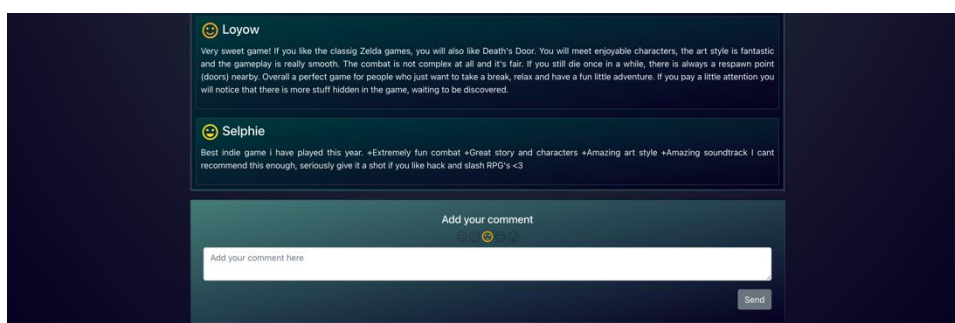 Loyow
Very sweet game! If you like the classig Zelda games, you will also like Death's Door. You will meet enjoyable characters, the art style is fantastic
and the gameplay is really smooth. The combat is not complex at all and it's fair. If you still die once in a while, there is always a respawn point
(doors) nearby. Overall a perfect game for people who just want to take a break, relax and have a fun little adventure. If you pay a little attention you
will notice that there is more stuff hidden in the game, waiting to be discovered.
Selphie
Best indie game i have played this year. +Extremely fun combat +Great story and characters +Amazing art style +Amazing soundtrack I cant
recommend this enough, seriously give it a shot if you like hack and slash RPG's <3
Add your comment
Add your comment here
Send